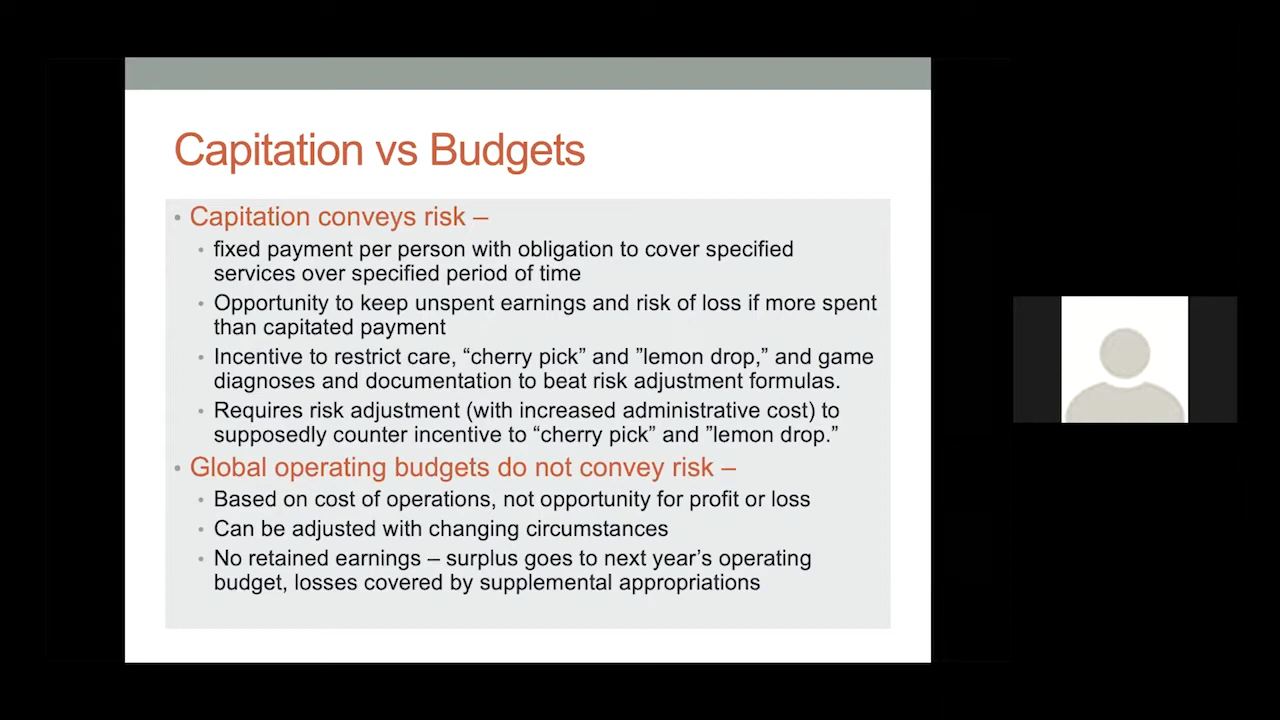 Capitation vs Budgets
• Capitation conveys risk –
• fixed payment per person with obligation to cover specified
services over specified period of time
• Opportunity to keep unspent earnings and risk of loss if more spent
than capitated payment
• Incentive to restrict care, “cherry pick” and ”lemon drop,” and game
diagnoses and documentation to beat risk adjustment formulas.
• Requires risk adjustment (with increased administrative cost) to
supposedly counter incentive to “cherry pick” and ”lemon drop.”
• Global operating budgets do not convey risk –
• Based on cost of operations, not opportunity for profit or loss
• Can be adjusted with changing circumstances
• No retained earnings – surplus goes to next year’s operating
budget, losses covered by supplemental appropriations